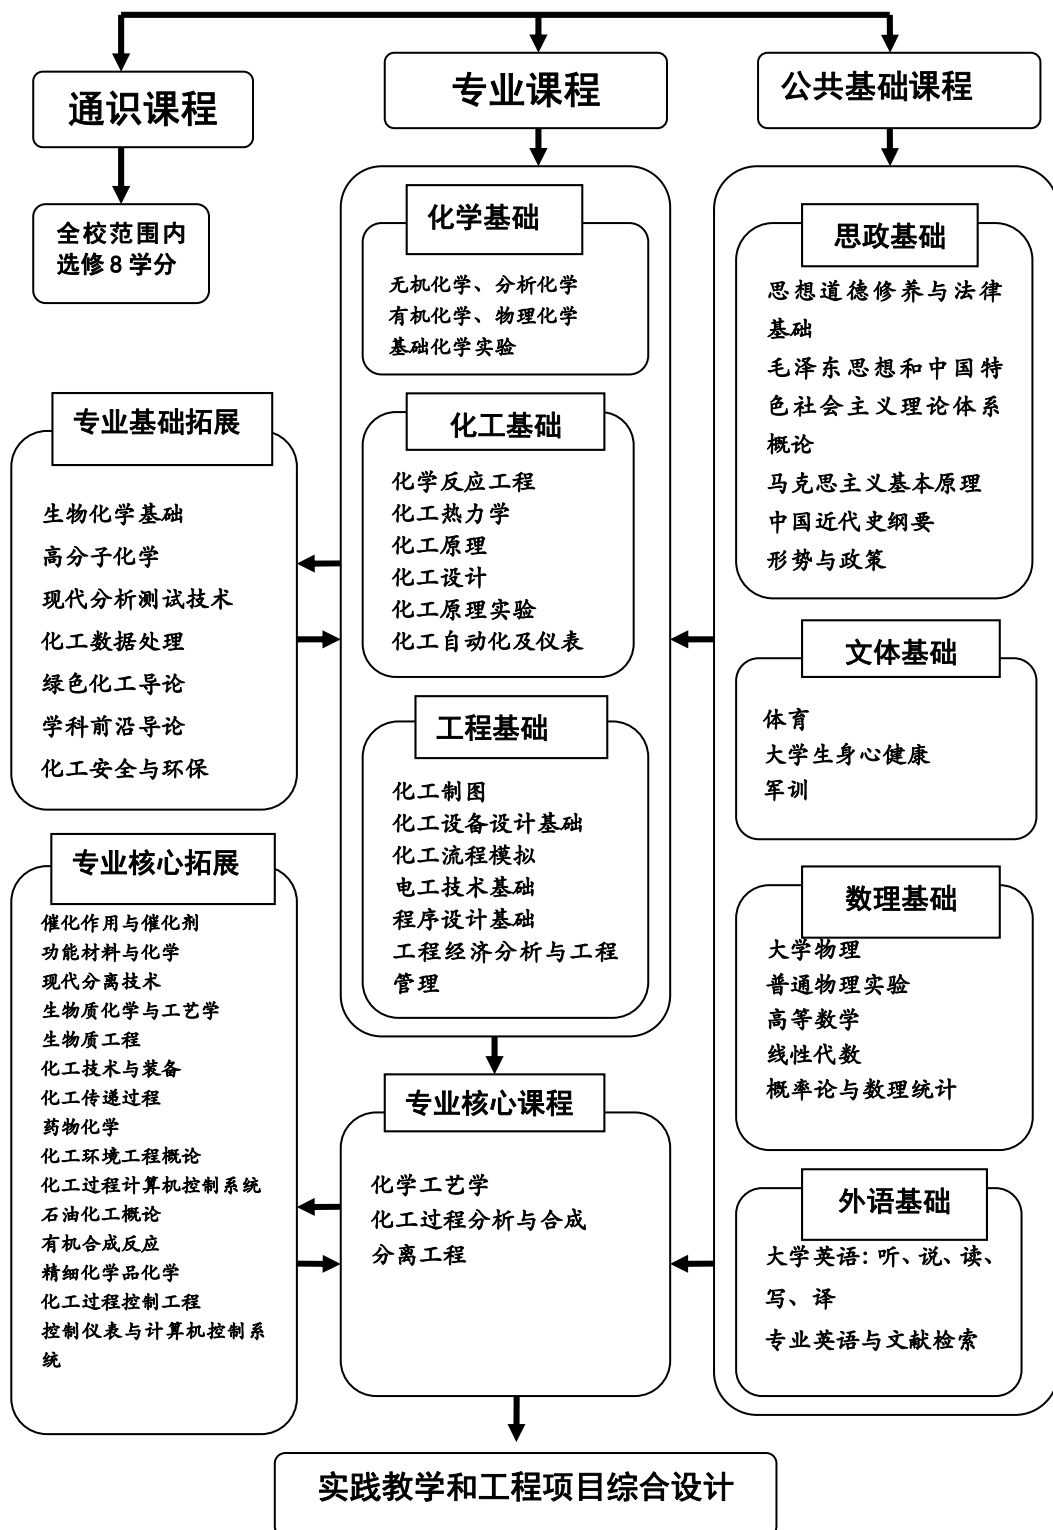 通识课程
专业课程
公共基础课程
全校范围内
选修8学分
化学基础
无机化学、分析化学
有机化学、物理化学
基础化学实验
化工基础
化学反应工程
化工热力学
化工原理
化工设计
化工原理实验
化工自动化及仪表
工程基础
化工制图
化工设备设计基础
化工流程模拟
电工技术基础
程序设计基础
工程经济分析与工程
管理
专业核心课程
化学工艺学
化工过程分析与合成
分离工程
专业基础拓展
生物化学基础
高分子化学
现代分析测试技术
化工数据处理
绿色化工导论
学科前沿导论
化工安全与环保
专业核心拓展
催化作用与催化剂
功能材料与化学
现代分离技术
生物质化学与工艺学
生物质工程
化工技术与装备
化工传递过程
药物化学
化工环境工程概论
化工过程计算机控制系统
石油化工概论
有机合成反应
精细化学品化学
化工过程控制工程
控制仪表与计算机控制系
统
思政基础
思想道德修养与法律
基础
毛泽东思想和中国特
色社会主义理论体系
概论
马克思主义基本原理
中国近代史纲要
形势与政策
文体基础
体育
大学生身心健康
军训
数理基础
大学物理
普通物理实验
高等数学
线性代数
概率论与数理统计
外语基础
大学英语：听、说、读、
写、译
专业英语与文献检索
实践教学和工程项目综合设计